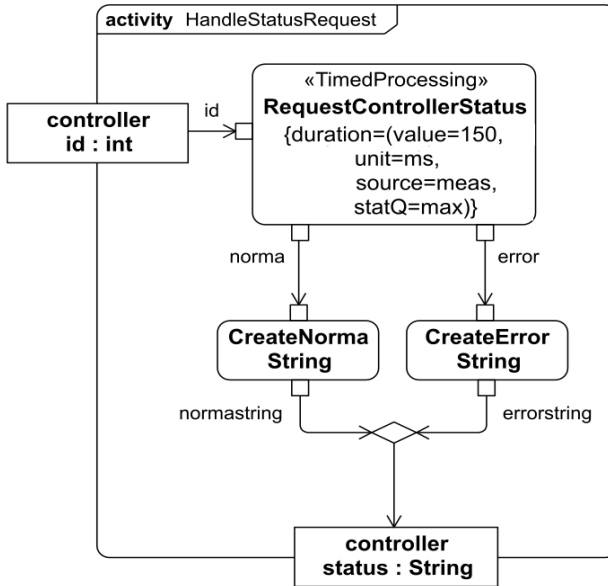 activity HandleStatusRequest
«TimedProcessing»
RequestControllerStatus
{duration=(value=150,
unit=ms,
source=meas,
statQ=max)}
controller
id : int
id
norma
error
CreateNorma
String
CreateError
String
normastring
errorstring
controller
status : String